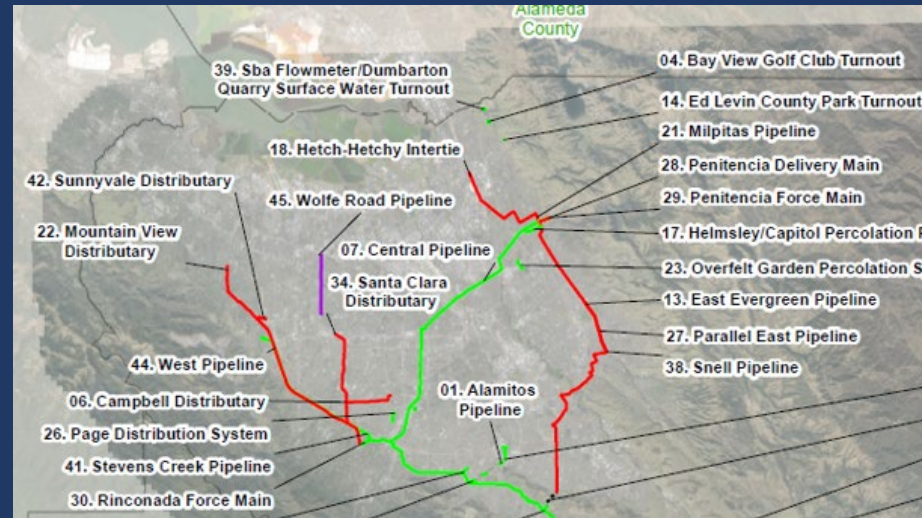 Alameda
County
39. Sba Flowmeter/Dumbarton
Quarry Surface Water Turnout
04. Bay View Golf Club Turnout
14. Ed Levin County Park Turnout
18. Hetch-Hetchy Intertie
21. Milpitas Pipeline
28. Penitencia Delivery Main
42. Sunnyvale Distributary
45. Wolfe Road Pipeline
29. Penitencia Force Main
22. Mountain View
Distributary
07. Central Pipeline
17. Helmsley/Capitol Percolation
34. Santa Clara
Distributary
23. Overfelt Garden Percolation S
13. East Evergreen Pipeline
27. Parallel East Pipeline
44. West Pipeline
38. Snell Pipeline
01. Alamitos
Pipeline
06. Campbell Distributary
26. Page Distribution System
41. Stevens Creek Pipeline
30. Rinconada Force Main